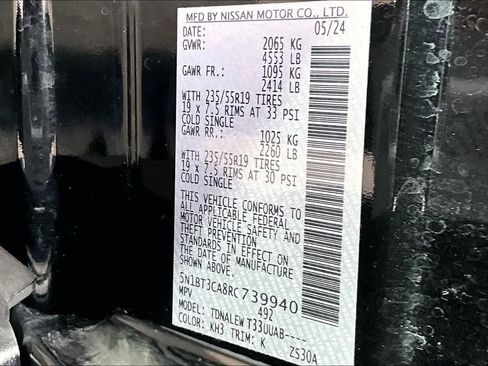 MFD BY NISSAN MOTOR CO., LTD.
DATE: 05/24
GVWR: 2065 KG
4553 LB
GAWR FR.: 1095 KG
2414 LB
WITH 235/55R19 TIRES
19 x 7.5 RIMS AT 33 PSI
COLD SINGLE
GAWR RR.: 1025 KG
2260 LB
WITH 235/55R19 TIRES
19 x 7.5 RIMS AT 30 PSI
COLD SINGLE
THIS VEHICLE CONFORMS TO
ALL APPLICABLE FEDERAL
MOTOR VEHICLE SAFETY AND
THEFT PREVENTION
STANDARDS IN EFFECT ON
THE DATE OF MANUFACTURE
SHOWN ABOVE.
5N1BT3CA8RC739940
MPV 492
MODEL: TDNALEW T33UUAB----
COLOR: KH3 TRIM: K ZS30A